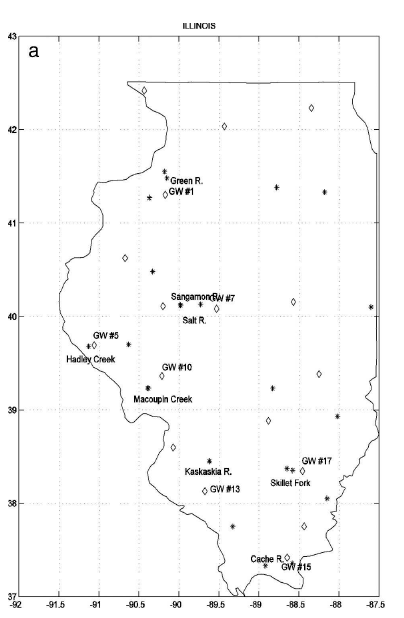 ILLINOIS
a
43
42
41
40
39
38
37
-92
-91.5
-91
-90.5
-90
-89.5
-89
-88.5
-88
-87.5
Green R.
GW #1
Sangamon R.
GW #7
Salt R.
GW #5
Hadley Creek
GW #10
Macoupin Creek
GW #17
Kaskaskia R.
Skillet Fork
GW #13
Cache R.
GW #15